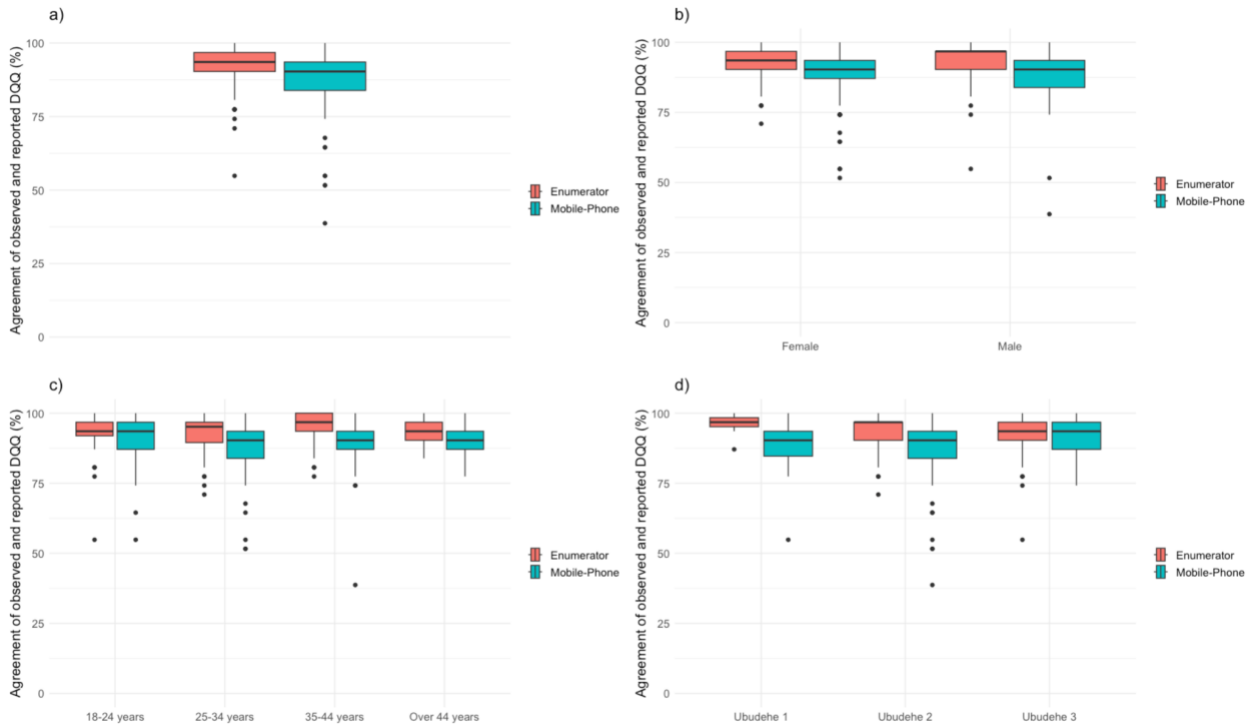 a)
Agreement of observed and reported DQQ (%)
100
75
50
25
0
Enumerator
Mobile-Phone
b)
Agreement of observed and reported DQQ (%)
100
75
50
25
0
Female
Male
Enumerator
Mobile-Phone
c)
Agreement of observed and reported DQQ (%)
100
75
50
25
0
18-24 years
25-34 years
35-44 years
Over 44 years
Enumerator
Mobile-Phone
d)
Agreement of observed and reported DQQ (%)
100
75
50
25
0
Ubudehe 1
Ubudehe 2
Ubudehe 3
Enumerator
Mobile-Phone